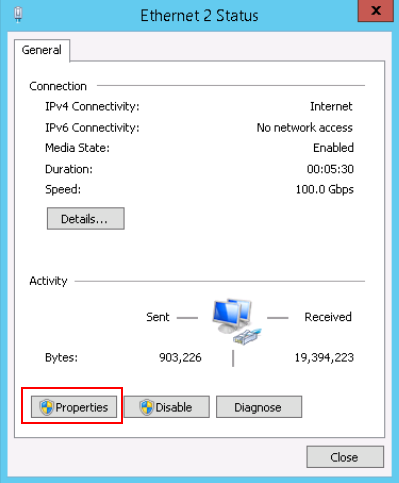 Ethernet 2 Status
x
General
Connection
IPv4 Connectivity: Internet
IPv6 Connectivity: No network access
Media State: Enabled
Duration: 00:05:30
Speed: 100.0 Gbps
Details...
Activity
Sent Received
Bytes: 903,226 19,394,223
Properties Disable Diagnose
Close